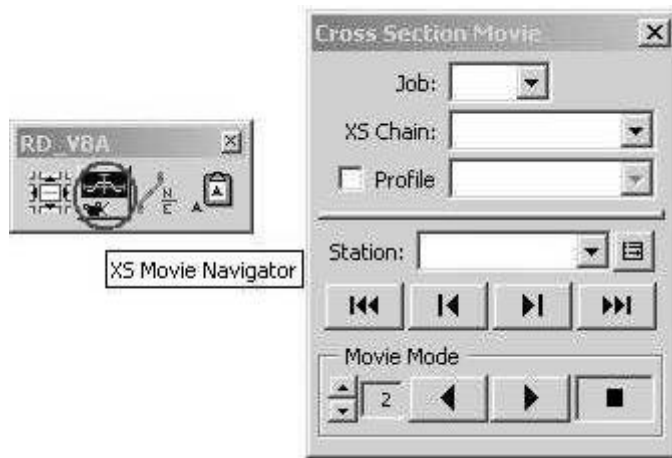 RD_V8A
N
E
A
A
XS Movie Navigator
Cross Section Movie
Job:
XS Chain:
Profile
Station:
Movie Mode
2